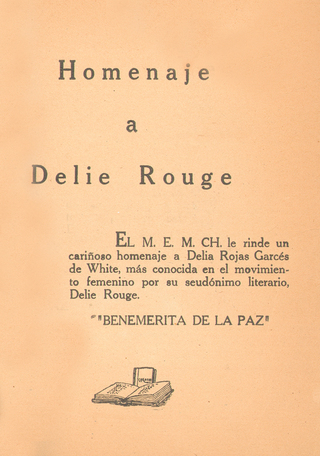 Homenaje
a
Delie Rouge
EL M. E. M. CH. le rinde un
cariñoso homenaje a Delia Rojas Garcés
de White, más conocida en el movimien-
to femenino por su seudónimo literario,
Delie Rouge.
"BENEMERITA DE LA PAZ"